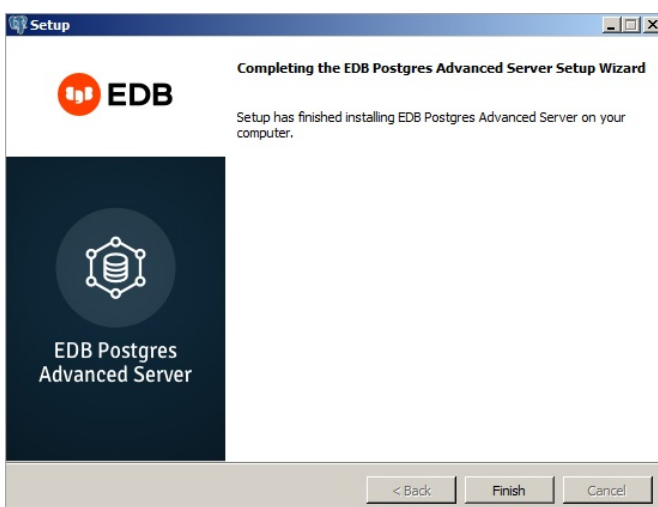 Setup
EDB
Completing the EDB Postgres Advanced Server Setup Wizard
Setup has finished installing EDB Postgres Advanced Server on your
computer.
EDB Postgres
Advanced Server
< Back
Finish
Cancel